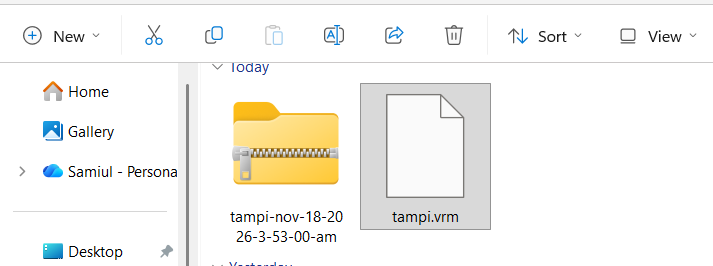 New
Sort
View
Today
Home
Gallery
Samiul - Persona
Desktop
tampi-nov-18-20
26-3-53-00-am
tampi.vrm
Yesterday